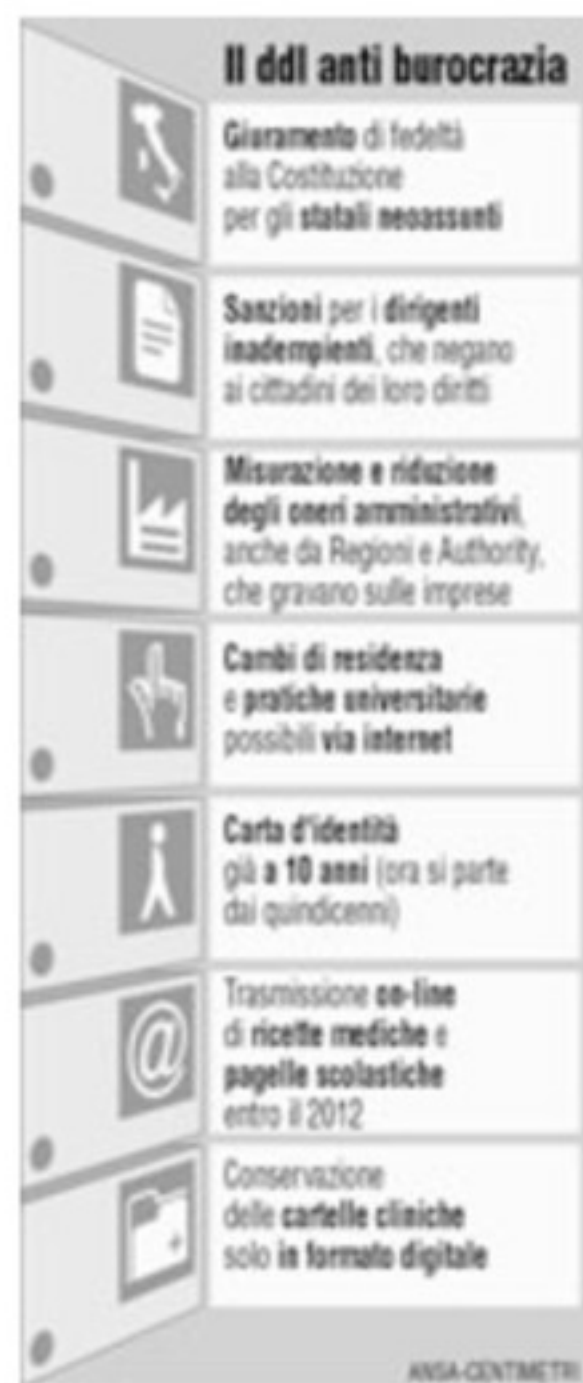 Il ddl anti burocrazia
Giuramento di fedeltà
alla Costituzione
per gli statali neoassunti
Sanzioni per i dirigenti
inadempienti, che negano
ai cittadini dei loro diritti
Misurazione e riduzione
degli oneri amministrativi,
anche da Regioni e Authority,
che gravano sulle imprese
Cambi di residenza
e pratiche universitarie
possibili via internet
Carta d'identità
già a 10 anni (ora si parte
dai quindicenni)
Trasmissione on-line
di ricette mediche e
pagelle scolastiche
entro il 2012
Conservazione
delle cartelle cliniche
solo in formato digitale
ANSA-CENTIMETRI